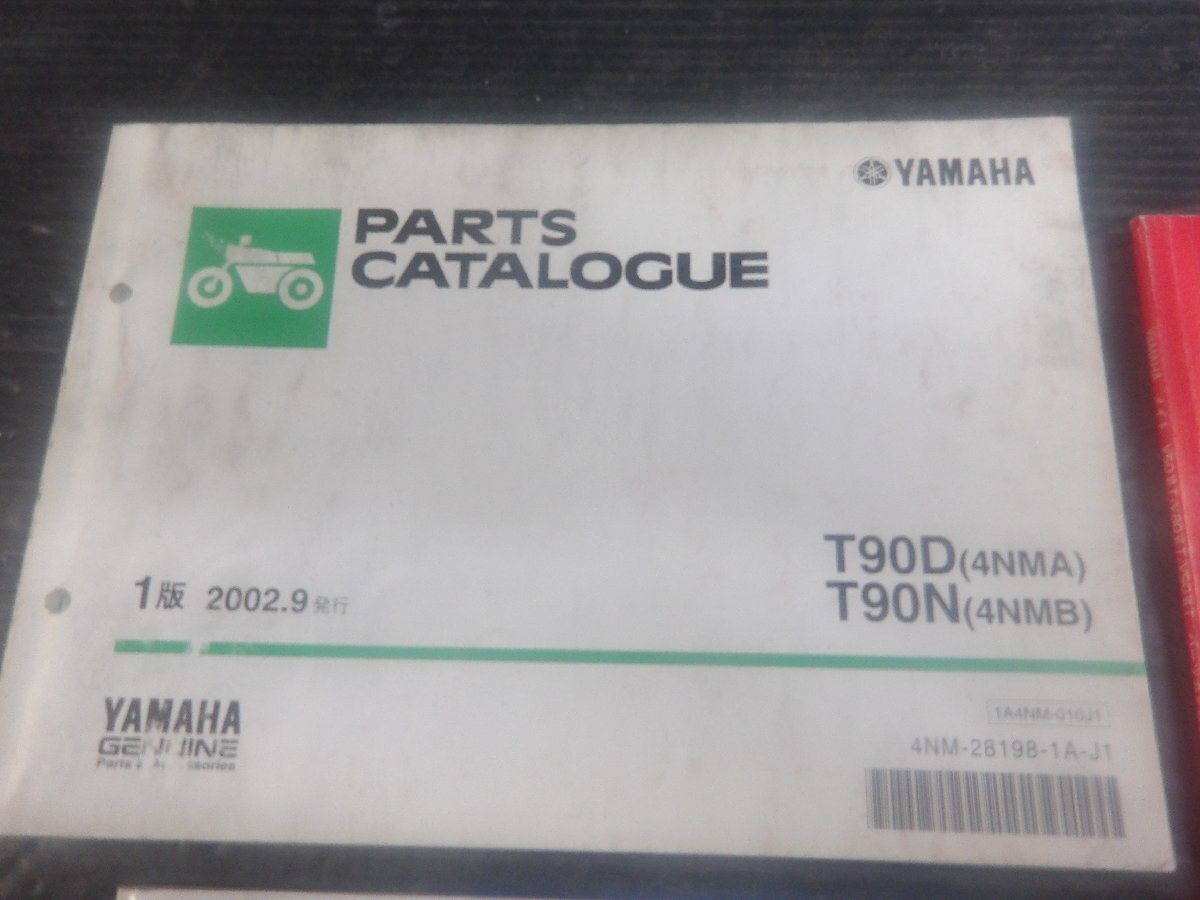 YAMAHA
PARTS
CATALOGUE
T90D(4NMA)
T90N(4NMB)
1版 2002.9発行
YAMAHA
GENUINE
1A4NM-010J1
4NM-28198-1A-J1